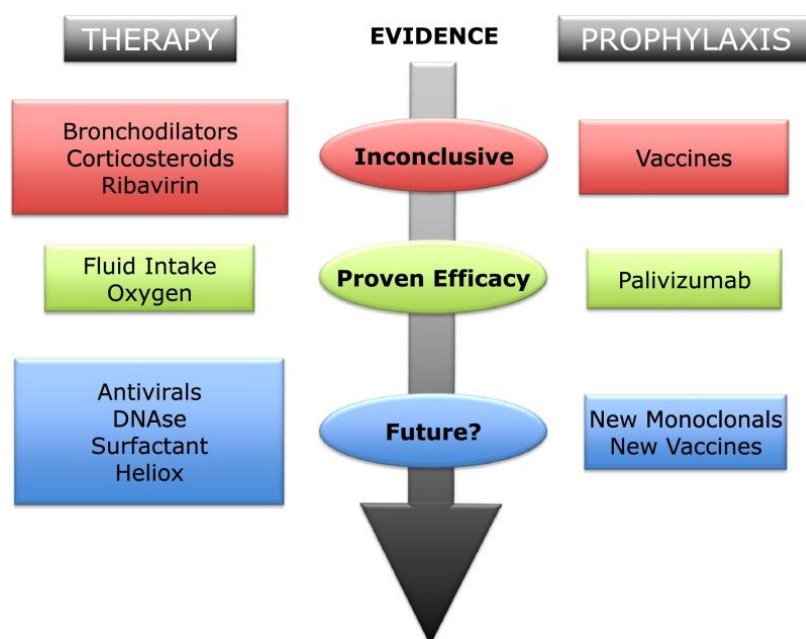 THERAPY
EVIDENCE
PROPHYLAXIS
Bronchodilators
Corticosteroids
Ribavirin
Inconclusive
Vaccines
Fluid Intake
Oxygen
Proven Efficacy
Palivizumab
Antivirals
DNAse
Surfactant
Heliox
Future?
New Monoclonals
New Vaccines